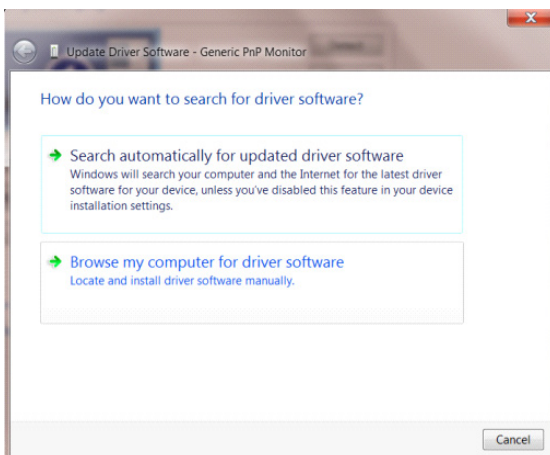 Update Driver Software - Generic PnP Monitor
How do you want to search for driver software?
Search automatically for updated driver software
Windows will search your computer and the Internet for the latest driver
software for your device, unless you've disabled this feature in your device
installation settings.
Browse my computer for driver software
Locate and install driver software manually.
Cancel